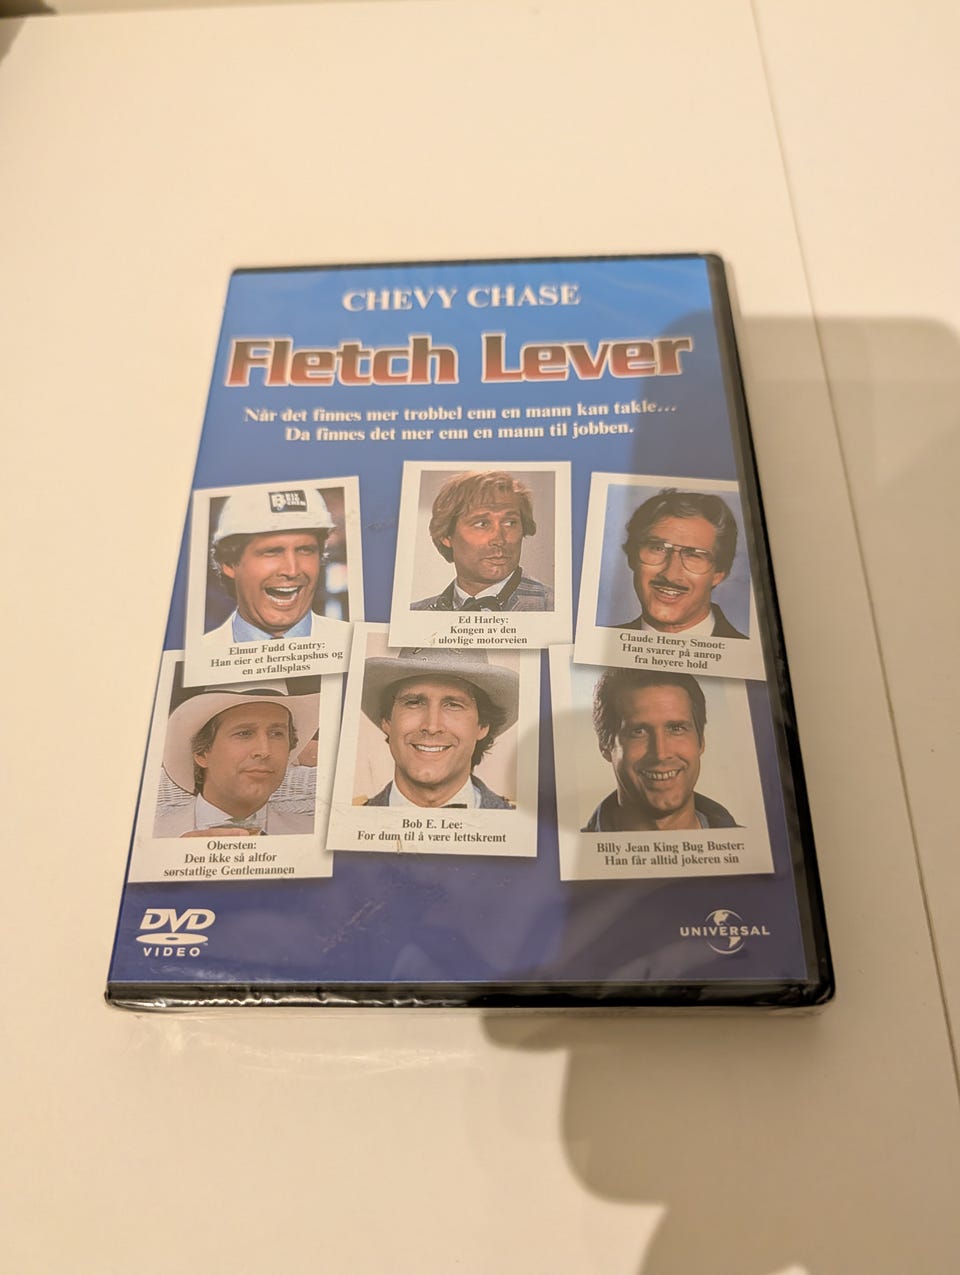 CHEVY CHASE
Fletch Lever
Når det finnes mer trøbbel enn en mann kan takle...
Da finnes det mer enn en mann til jobben.
Elmur Fudd Gantry:
Han eier et herrskapshus og
en avfallsplass
Ed Harley:
Kongen av den
ulovlige motorveien
Claude Henry Smoot:
Han svarer på anrop
fra høyere hold
Obersten:
Den ikke så altfor
sørstatlige Gentlemannen
Bob E. Lee:
For dum til å være lettskremt
Billy Jean King Bug Buster:
Han får alltid jokeren sin
DVD
VIDEO
UNIVERSAL